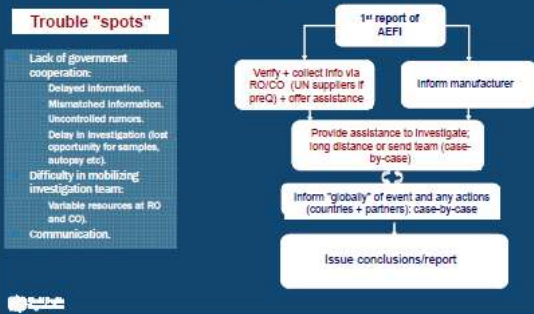 Trouble "spots"
Lack of government
cooperation:
Delayed information.
Mismatched information.
Uncontrolled rumors.
Delay in investigation (lost
opportunity for samples,
autopsy etc).
Difficulty in mobilizing
investigation team:
Variable resources at RO
and CO).
Communication.
1st report of
AEFI
Verify + collect info via
RO/CO (UN suppliers if
preQ) + offer assistance
Inform manufacturer
Provide assistance to investigate;
long distance or send team (case-
by-case)
Inform "globally" of event and any actions
(countries + partners): case-by-case
Issue conclusions/report